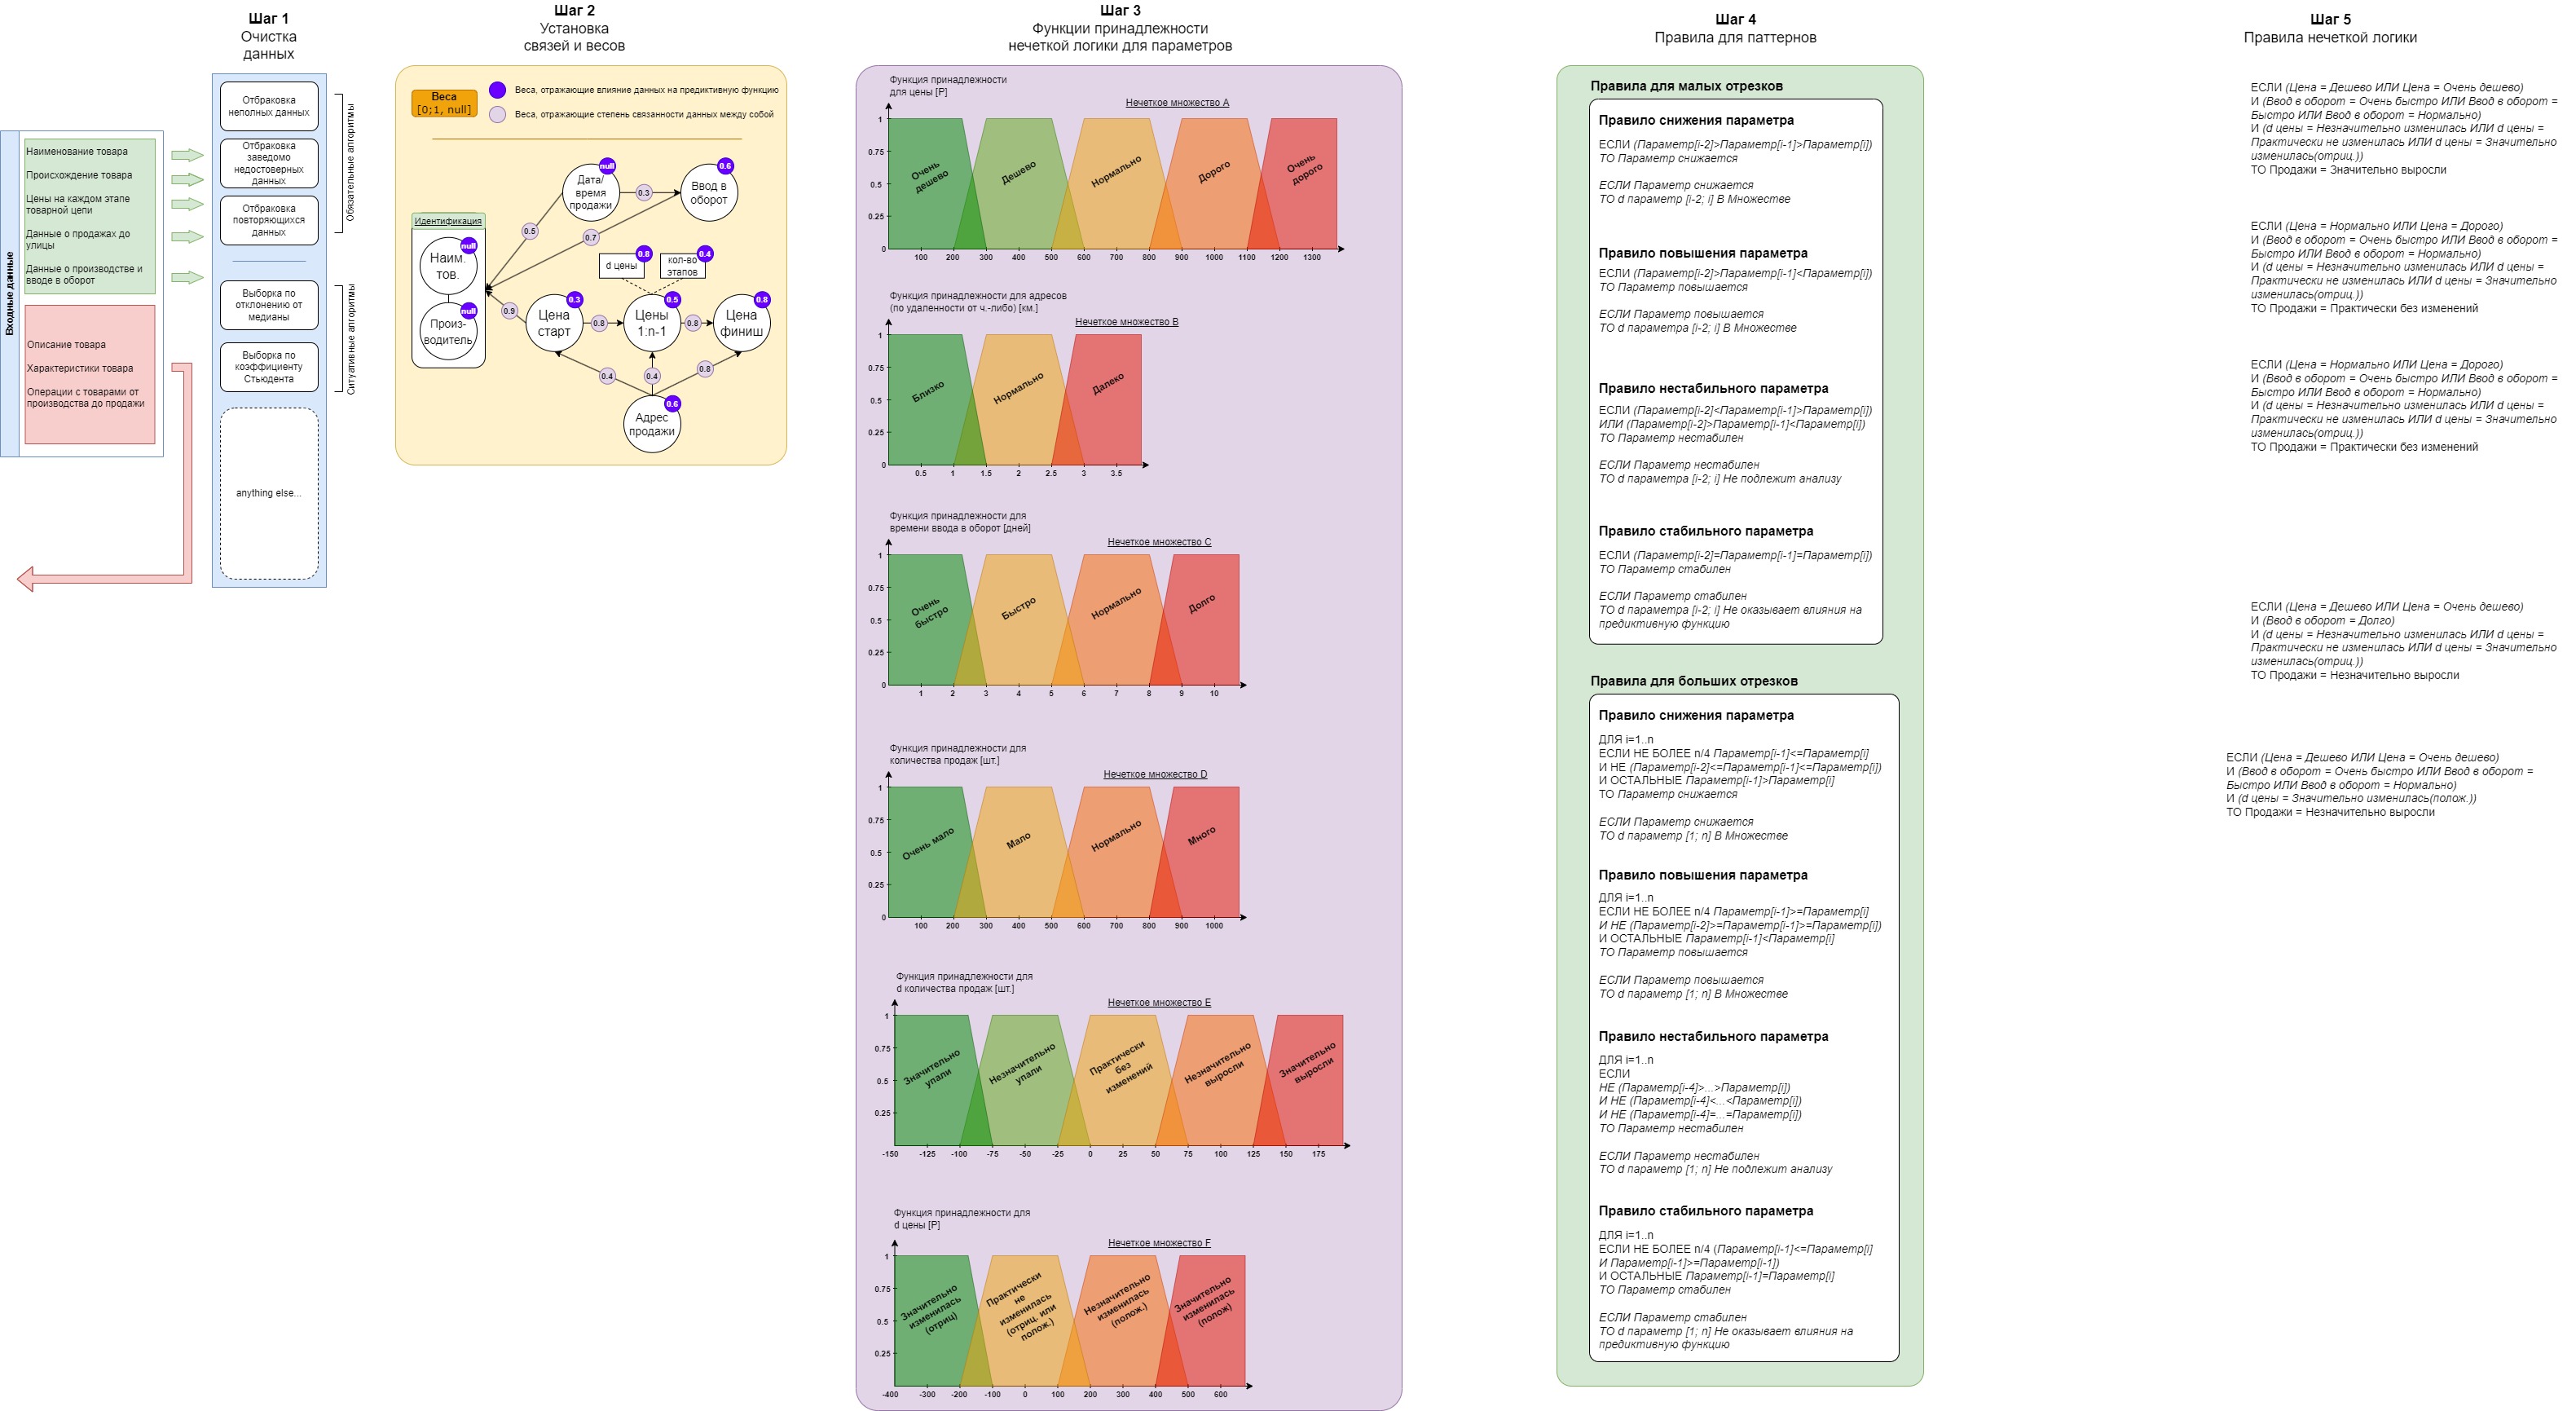 Шаг 1
Очистка
данных
Входные данные
Наименование товара
Происхождение товара
Цены на каждом этапе
товарной цепи
Данные о продажах до
улицы
Данные о производстве и
вводе в оборот
Описание товара
Характеристики товара
Операции с товарами от
производства до продажи
Отбраковка
неполных данных
Отбраковка
заведомо
недостоверных
данных
Отбраковка
повторяющихся
данных
Обязательные алгоритмы
Выборка по
отклонению от
медианы
Выборка по
коэффициенту
Стьюдента
Ситуативные алгоритмы
anything else...
Шаг 2
Установка
связей и весов
Веса
[0;1, null]
Веса, отражающие влияние данных на предиктивную функцию
Веса, отражающие степень связанности данных между собой
null
Дата/
время
продажи
0.3
0.6
Ввод в
оборот
0.5
0.7
Идентификация
null
Наим.
тов.
null
Произ-
водитель
0.8
d цены
0.4
кол-во
этапов
0.9
0.3
Цена
старт
0.8
0.5
Цены
1:n-1
0.8
0.8
Цена
финиш
0.4
0.4
0.8
0.6
Адрес
продажи
Шаг 3
Функции принадлежности
нечеткой логики для параметров
Функция принадлежности
для цены [Р]
Нечеткое множество A
1
0.75
0.5
0.25
0
Очень
дешево
Дешево
Нормально
Дорого
Очень
дорого
100 200 300 400 500 600 700 800 900 1000 1100 1200 1300
Функция принадлежности для адресов
(по удаленности от ч.-либо) [км.]
Нечеткое множество B
1
0.75
0.5
0.25
0
Близко
Нормально
Далеко
0.5 1 1.5 2 2.5 3 3.5
Функция принадлежности для
времени ввода в оборот [дней]
Нечеткое множество C
1
0.75
0.5
0.25
0
Очень
быстро
Быстро
Нормально
Долго
1 2 3 4 5 6 7 8 9 10
Функция принадлежности для
количества продаж [шт.]
Нечеткое множество D
1
0.75
0.5
0.25
0
Очень мало
Мало
Нормально
Много
100 200 300 400 500 600 700 800 900 1000
Функция принадлежности для
d количества продаж [шт.]
Нечеткое множество E
1
0.75
0.5
0.25
Значительно
упали
Незначительно
упали
Практически
без
изменений
Незначительно
выросли
Значительно
выросли
-150 -125 -100 -75 -50 -25 0 25 50 75 100 125 150 175
Функция принадлежности для
d цены [Р]
Нечеткое множество F
1
0.75
0.5
0.25
Значительно
изменилась
(отриц)
Практически
не
изменилась
(отриц. или
полож.)
Незначительно
изменилась
(полож.)
Значительно
изменилась
(полож)
-400 -300 -200 -100 0 100 200 300 400 500 600
Шаг 4
Правила для паттернов
Правила для малых отрезков
Правило снижения параметра
ЕСЛИ (Параметр[i-2]>Параметр[i-1]>Параметр[i])
ТО Параметр снижается
ЕСЛИ Параметр снижается
ТО d параметр [i-2; i] В Множестве
Правило повышения параметра
ЕСЛИ (Параметр[i-2]>Параметр[i-1]<Параметр[i])
ТО Параметр повышается
ЕСЛИ Параметр повышается
ТО d параметра [i-2; i] В Множестве
Правило нестабильного параметра
ЕСЛИ (Параметр[i-2]<Параметр[i-1]>Параметр[i])
ИЛИ (Параметр[i-2]>Параметр[i-1]<Параметр[i])
ТО Параметр нестабилен
ЕСЛИ Параметр нестабилен
ТО d параметра [i-2; i] Не подлежит анализу
Правило стабильного параметра
ЕСЛИ (Параметр[i-2]=Параметр[i-1]=Параметр[i])
ТО Параметр стабилен
ЕСЛИ Параметр стабилен
ТО d параметра [i-2; i] Не оказывает влияния на
предиктивную функцию
Правила для больших отрезков
Правило снижения параметра
ДЛЯ i=1..n
ЕСЛИ НЕ БОЛЕЕ n/4 Параметр[i-1]<=Параметр[i]
И НЕ (Параметр[i-2]<=Параметр[i-1]<=Параметр[i])
И ОСТАЛЬНЫЕ Параметр[i-1]>Параметр[i]
ТО Параметр снижается
ЕСЛИ Параметр снижается
ТО d параметр [1; n] В Множестве
Правило повышения параметра
ДЛЯ i=1..n
ЕСЛИ НЕ БОЛЕЕ n/4 Параметр[i-1]>=Параметр[i]
И НЕ (Параметр[i-2]>=Параметр[i-1]>=Параметр[i])
И ОСТАЛЬНЫЕ Параметр[i-1]<Параметр[i]
ТО Параметр повышается
ЕСЛИ Параметр повышается
ТО d параметр [1; n] В Множестве
Правило нестабильного параметра
ДЛЯ i=1..n
ЕСЛИ
НЕ (Параметр[i-4]>...>Параметр[i])
И НЕ (Параметр[i-4]<...<Параметр[i])
И НЕ (Параметр[i-4]=...=Параметр[i])
ТО Параметр нестабилен
ЕСЛИ Параметр нестабилен
ТО d параметр [1; n] Не подлежит анализу
Правило стабильного параметра
ДЛЯ i=1..n
ЕСЛИ НЕ БОЛЕЕ n/4 (Параметр[i-1]<=Параметр[i]
И Параметр[i-1]>=Параметр[i-1])
И ОСТАЛЬНЫЕ Параметр[i-1]=Параметр[i]
ТО Параметр стабилен
ЕСЛИ Параметр стабилен
ТО d параметр [1; n] Не оказывает влияния на
предиктивную функцию
Шаг 5
Правила нечеткой логики
ЕСЛИ (Цена = Дешево ИЛИ Цена = Очень дешево)
И (Ввод в оборот = Очень быстро ИЛИ Ввод в оборот =
Быстро ИЛИ Ввод в оборот = Нормально)
И (d цены = Незначительно изменилась ИЛИ d цены =
Практически не изменилась ИЛИ d цены = Значительно
изменилась(отриц.))
ТО Продажи = Значительно выросли
ЕСЛИ (Цена = Нормально ИЛИ Цена = Дорого)
И (Ввод в оборот = Очень быстро ИЛИ Ввод в оборот =
Быстро ИЛИ Ввод в оборот = Нормально)
И (d цены = Незначительно изменилась ИЛИ d цены =
Практически не изменилась ИЛИ d цены = Значительно
изменилась(отриц.))
ТО Продажи = Практически без изменений
ЕСЛИ (Цена = Нормально ИЛИ Цена = Дорого)
И (Ввод в оборот = Очень быстро ИЛИ Ввод в оборот =
Быстро ИЛИ Ввод в оборот = Нормально)
И (d цены = Незначительно изменилась ИЛИ d цены =
Практически не изменилась ИЛИ d цены = Значительно
изменилась(отриц.))
ТО Продажи = Практически без изменений
ЕСЛИ (Цена = Дешево ИЛИ Цена = Очень дешево)
И (Ввод в оборот = Долго)
И (d цены = Незначительно изменилась ИЛИ d цены =
Практически не изменилась ИЛИ d цены = Значительно
изменилась(отриц.))
ТО Продажи = Незначительно выросли
ЕСЛИ (Цена = Дешево ИЛИ Цена = Очень дешево)
И (Ввод в оборот = Очень быстро ИЛИ Ввод в оборот =
Быстро ИЛИ Ввод в оборот = Нормально)
И (d цены = Значительно изменилась(полож.))
ТО Продажи = Незначительно выросли